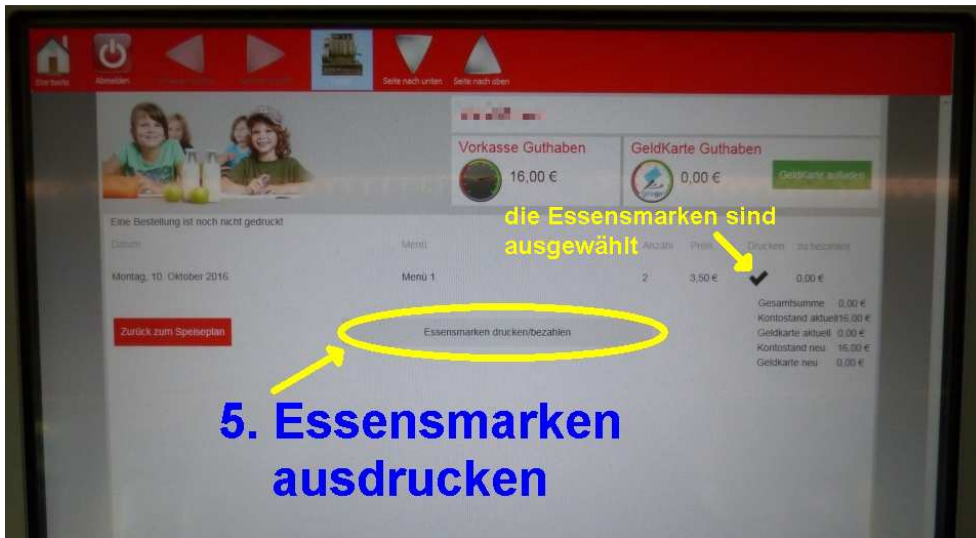 Startseite
Abmelden
Seite nach unten
Seite nach oben
Vorkasse Guthaben
16,00 €
GeldKarte Guthaben
0,00 €
GeldKarte aufladen
die Essensmarken sind
ausgewählt
Eine Bestellung ist noch nicht gedruckt
Datum Menü Anzahl Preis Drucken zu bezahlen
Montag, 10. Oktober 2016 Menü 1 2 3,50 € 0,00 €
Gesamtsumme 0,00 €
Kontostand aktuell 16,00 €
Geldkarte aktuell 0,00 €
Kontostand neu 16,00 €
Geldkarte neu 0,00 €
Zurück zum Speiseplan
Essensmarken drucken/bezahlen
5. Essensmarken
ausdrucken